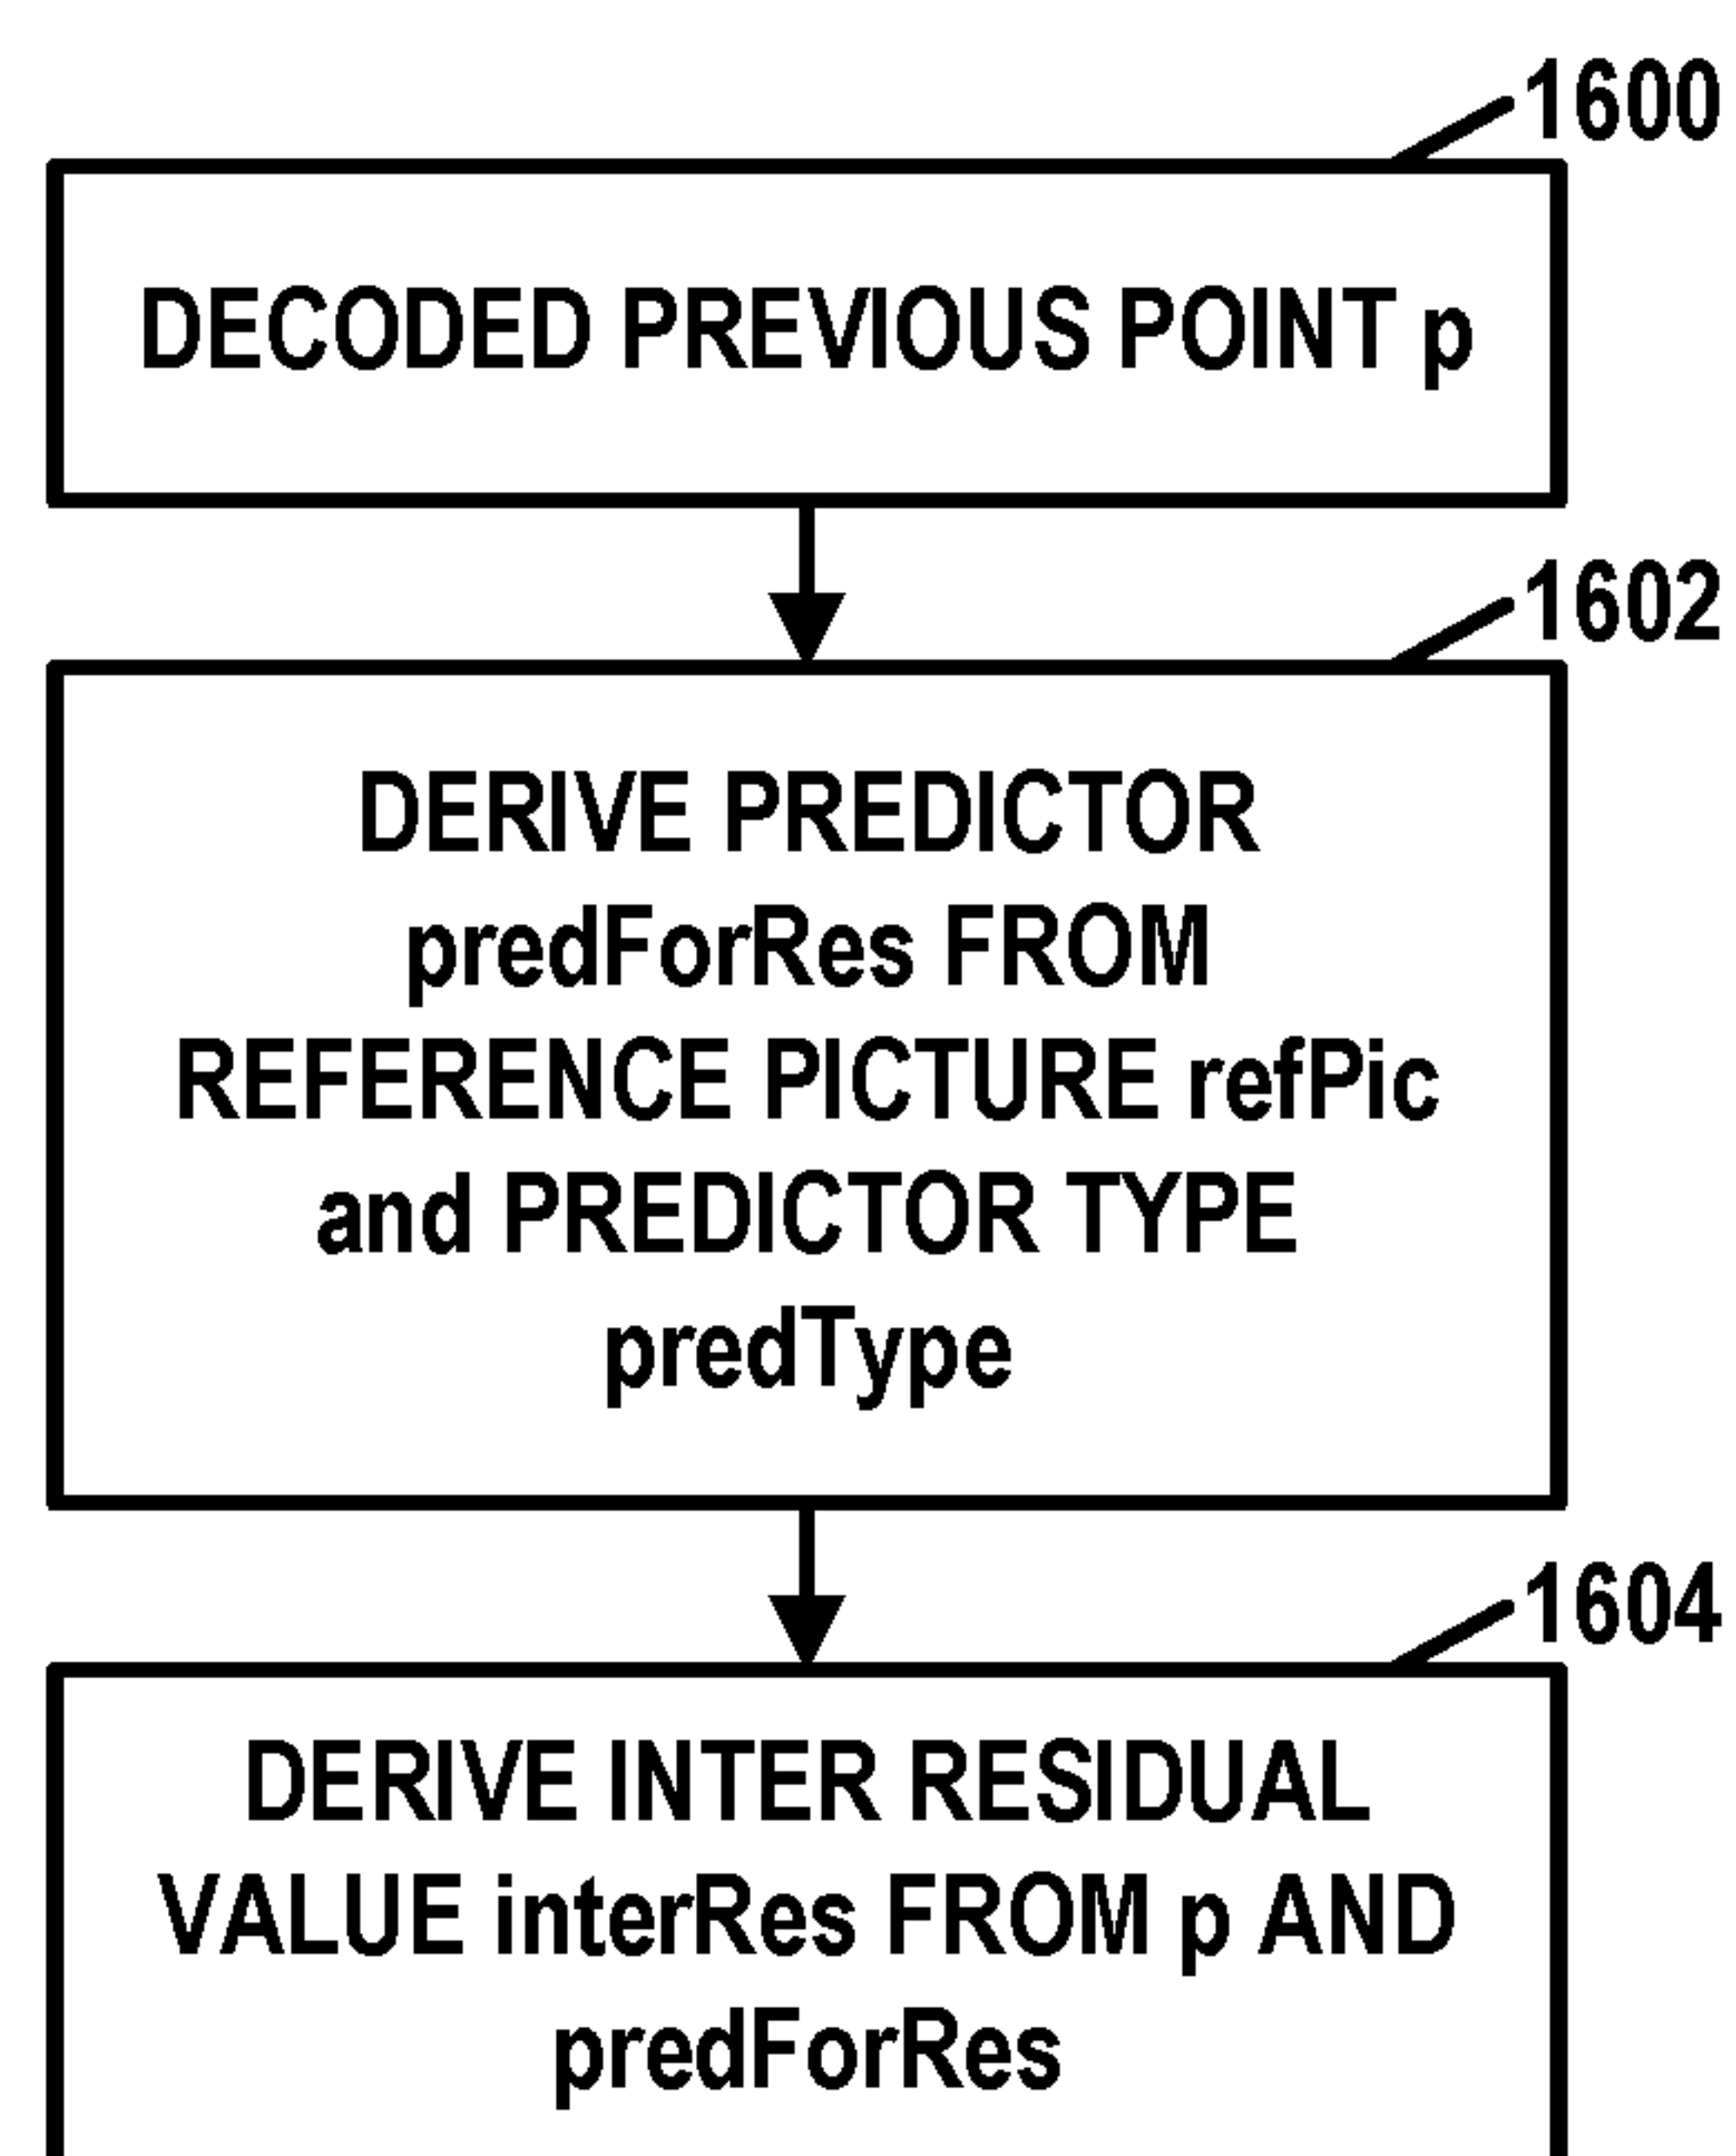 1600
DECODED PREVIOUS POINT p
1602
DERIVE PREDICTOR
predForRes FROM
REFERENCE PICTURE refPic
and PREDICTOR TYPE
predType
1604
DERIVE INTER RESIDUAL
VALUE interRes FROM p AND
predForRes